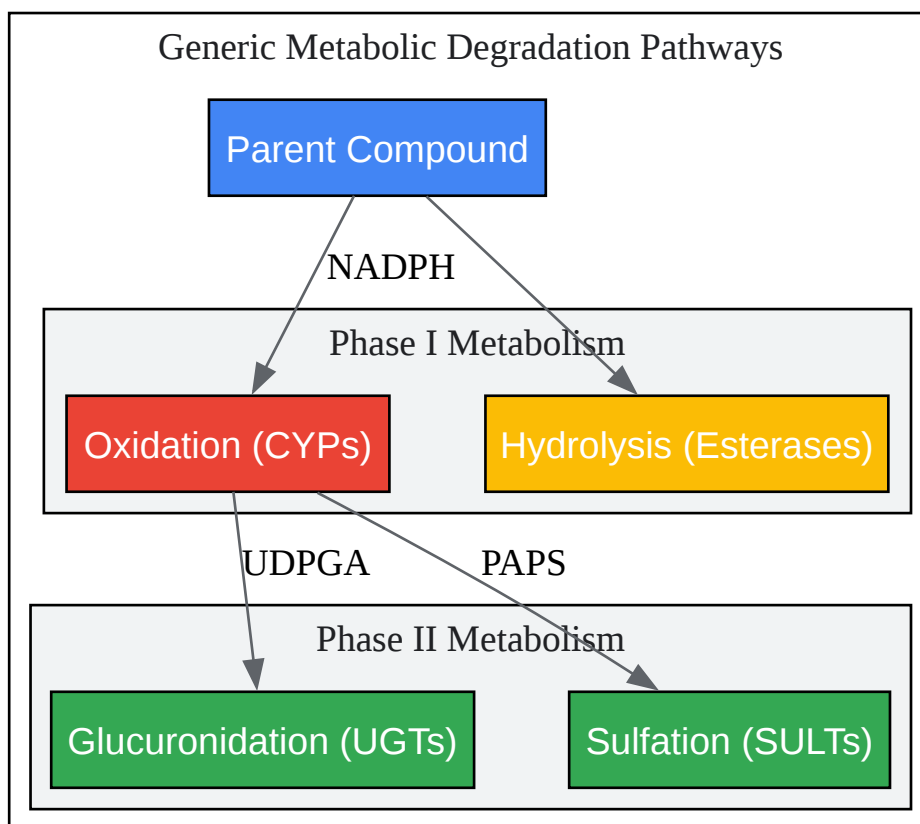 Generic Metabolic Degradation Pathways
Parent Compound
NADPH
Phase I Metabolism
Oxidation (CYPs)
Hydrolysis (Esterases)
UDPGA
PAPS
Phase II Metabolism
Glucuronidation (UGTs)
Sulfation (SULTs)